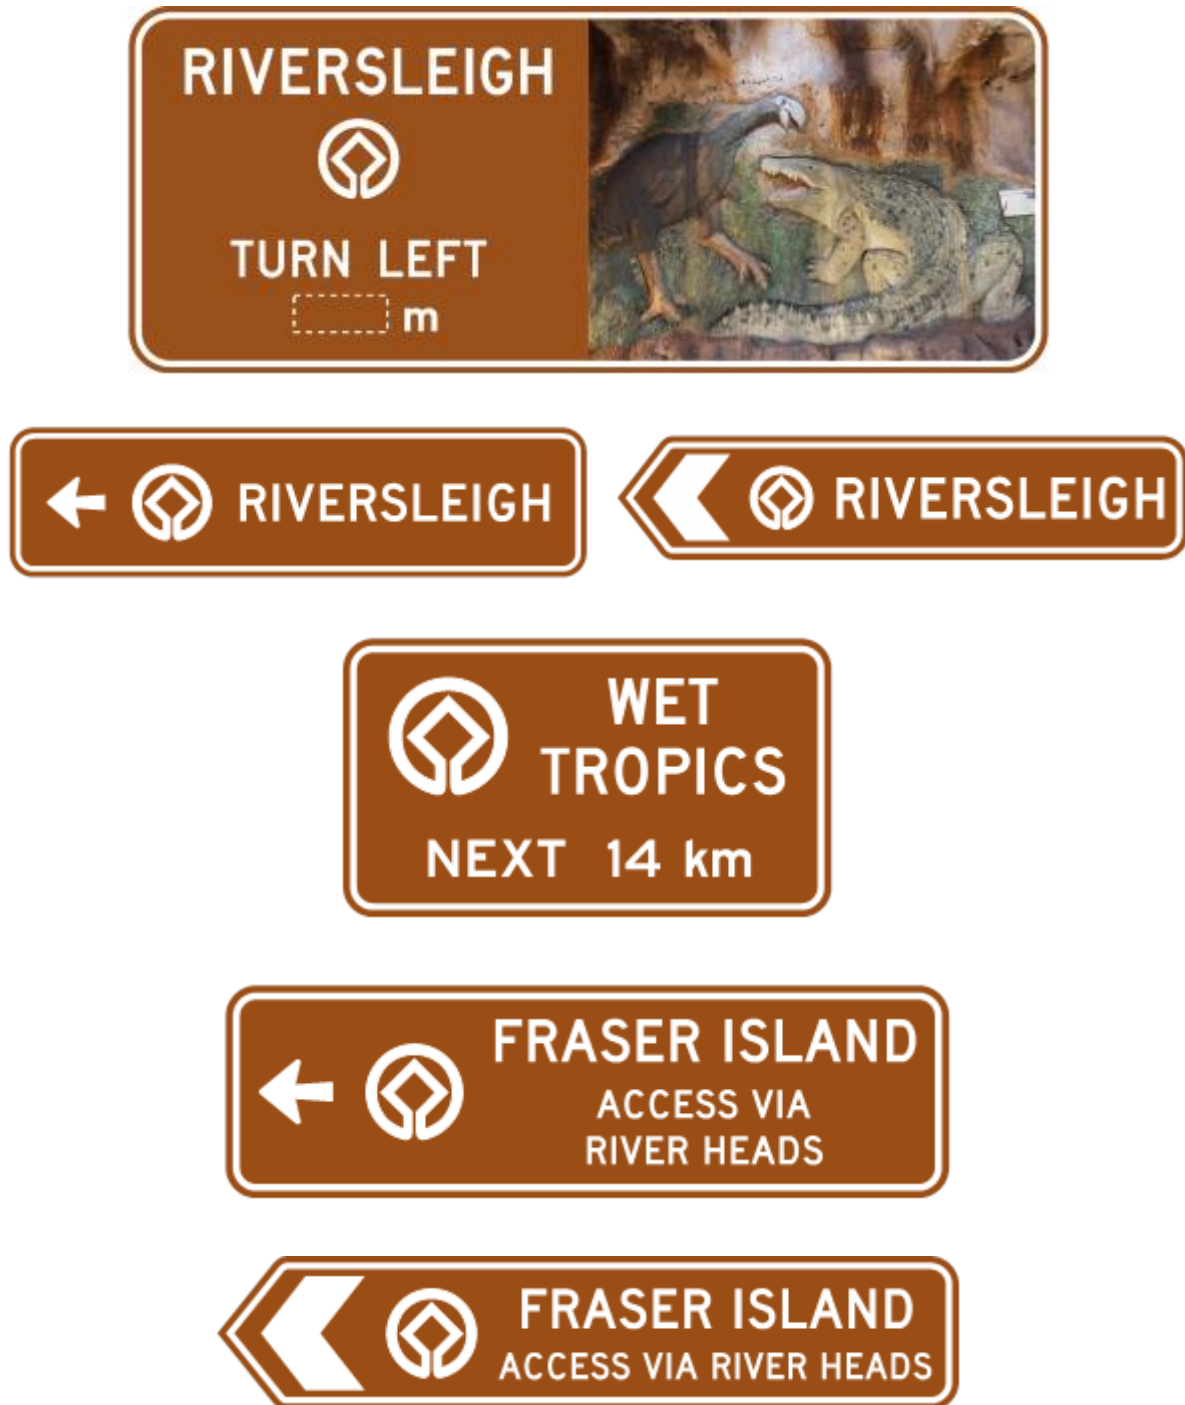 RIVERSLEIGH
TURN LEFT
m
RIVERSLEIGH
RIVERSLEIGH
WET
TROPICS
NEXT 14 km
FRASER ISLAND
ACCESS VIA
RIVER HEADS
FRASER ISLAND
ACCESS VIA RIVER HEADS